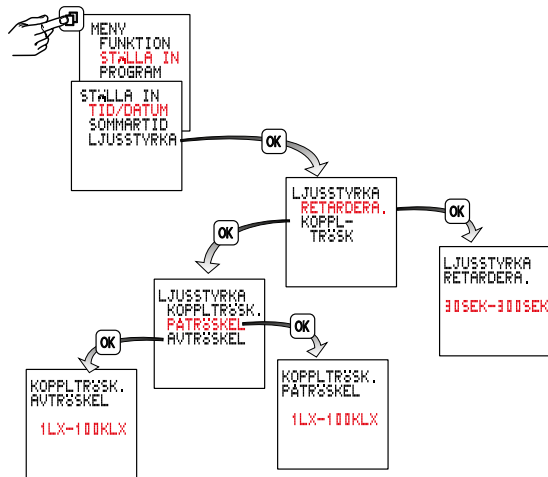 MENY
FUNKTION
STÄLLA IN
PROGRAM
STÄLLA IN
TID/DATUM
SOMMARTID
LJUSSTYRKA
OK
LJUSSTYRKA
RETARDERA.
KOPPL-
TRÖSK
OK
OK
LJUSSTYRKA
RETARDERA.
30SEK-300SEK
LJUSSTYRKA
KOPPLTRÖSK.
PÅTRÖSKEL
AVTRÖSKEL
OK
OK
KOPPLTRÖSK.
AVTRÖSKEL
1LX-100KLX
KOPPLTRÖSK.
PÅTRÖSKEL
1LX-100KLX